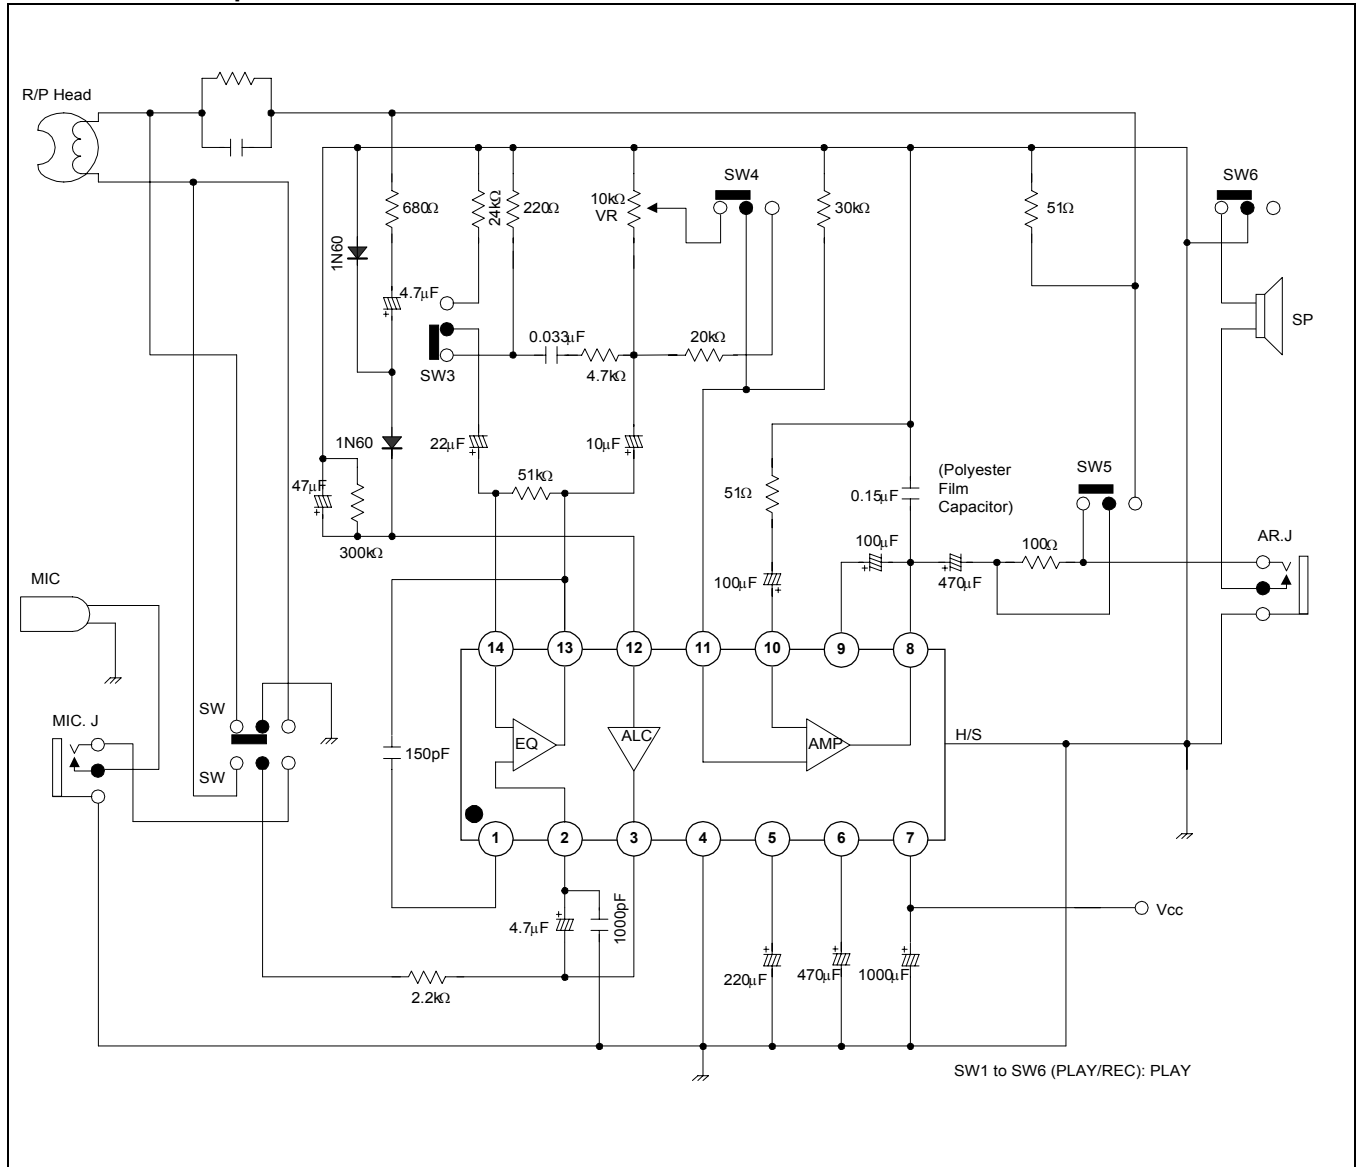 R/P Head
SW4
SW6
680Ω
24kΩ
220Ω
10kΩ
VR
30kΩ
51Ω
1N60
4.7μF
SP
0.033μF
20kΩ
SW3
4.7kΩ
1N60
22μF
10μF
51kΩ
(Polyester
Film
Capacitor)
SW5
47μF
51Ω
0.15μF
300kΩ
100μF
100Ω
AR.J
MIC
100μF
470μF
14
13
12
11
10
9
8
MIC. J
SW
EQ
ALC
AMP
H/S
150pF
SW
1
2
3
4
5
6
7
4.7μF
1000pF
Vcc
220μF
470μF
1000μF
2.2kΩ
SW1 to SW6 (PLAY/REC): PLAY